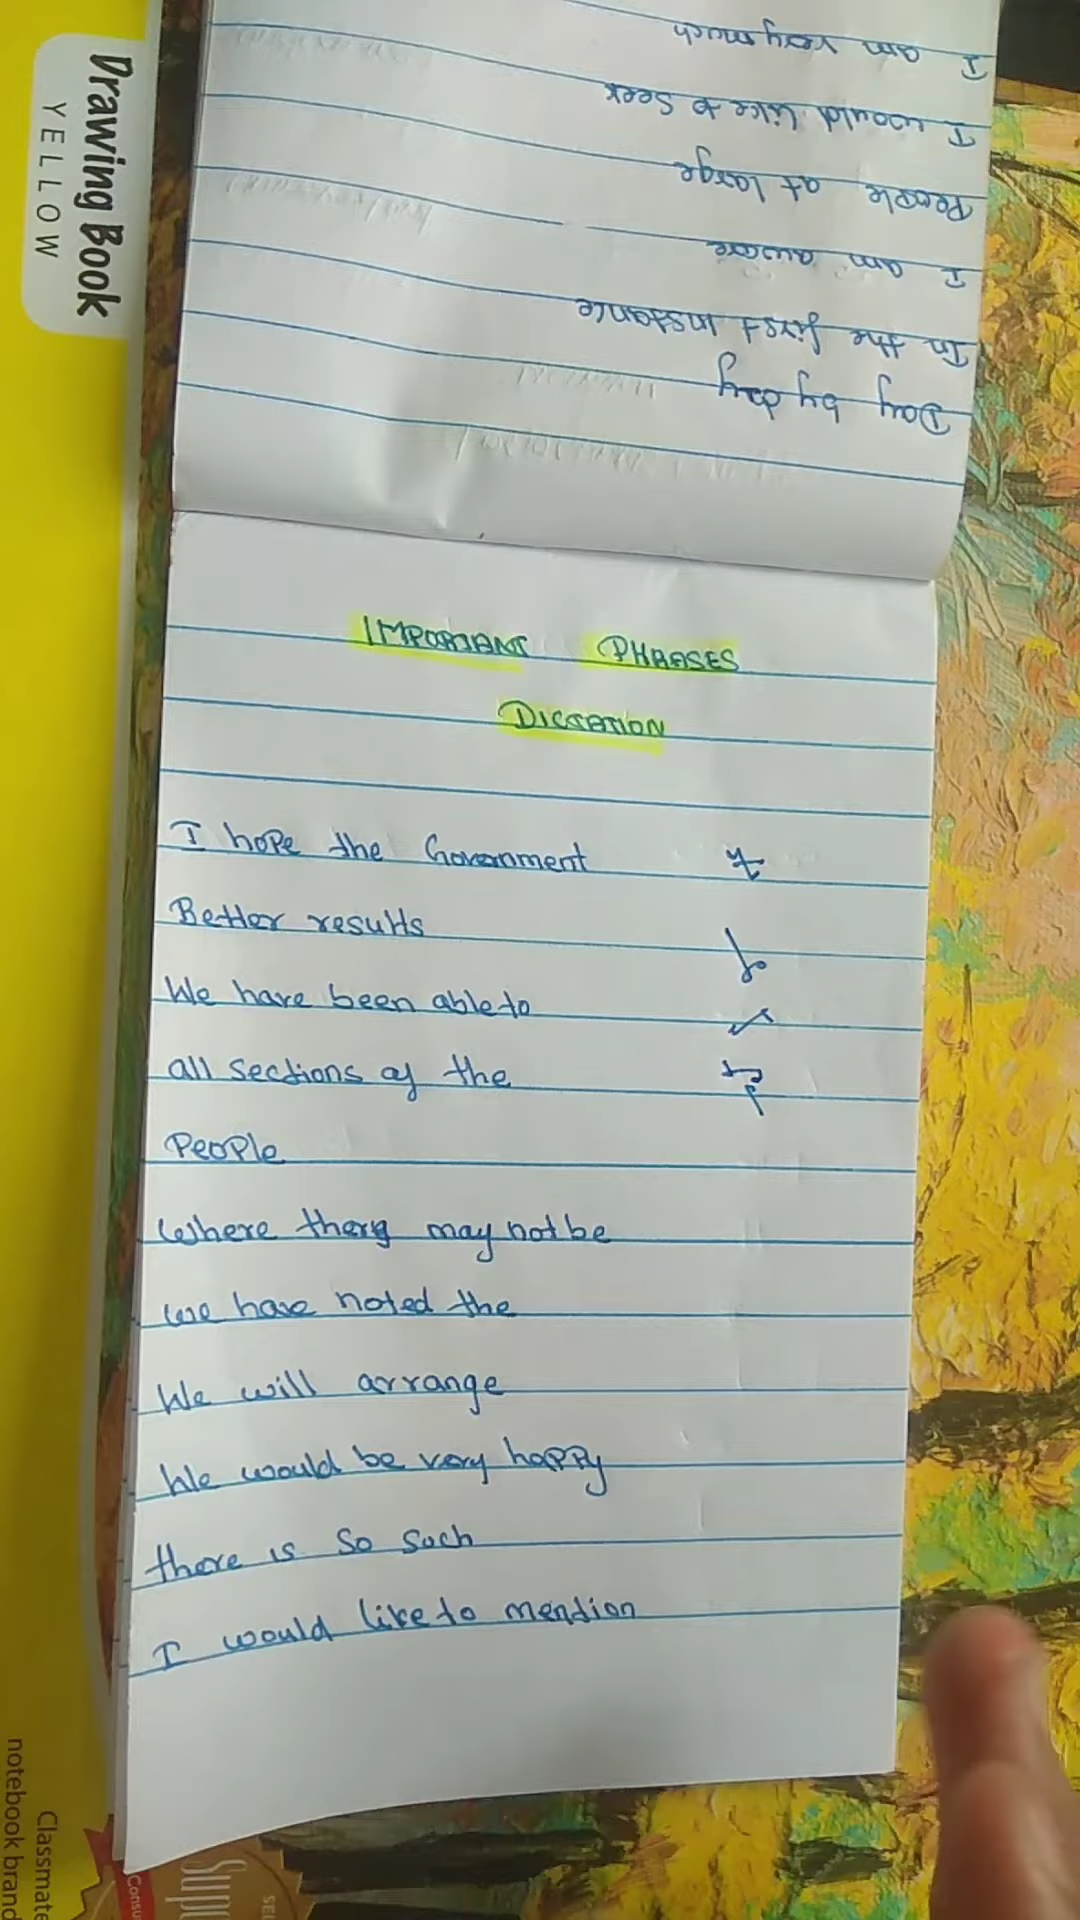 IMPORTANT PHRASES
DICTATION
I hope the Government
Better results
We have been able to
all sections of the
People
where there may not be
we have noted the
We will arrange
We would be very happy
there is so such
I would like to mention
Day by day
In the first instance
I am aware
People at large
I would like to seek
I am very much
Drawing Book
YELLOW
Classmate
notebook brand
Consu